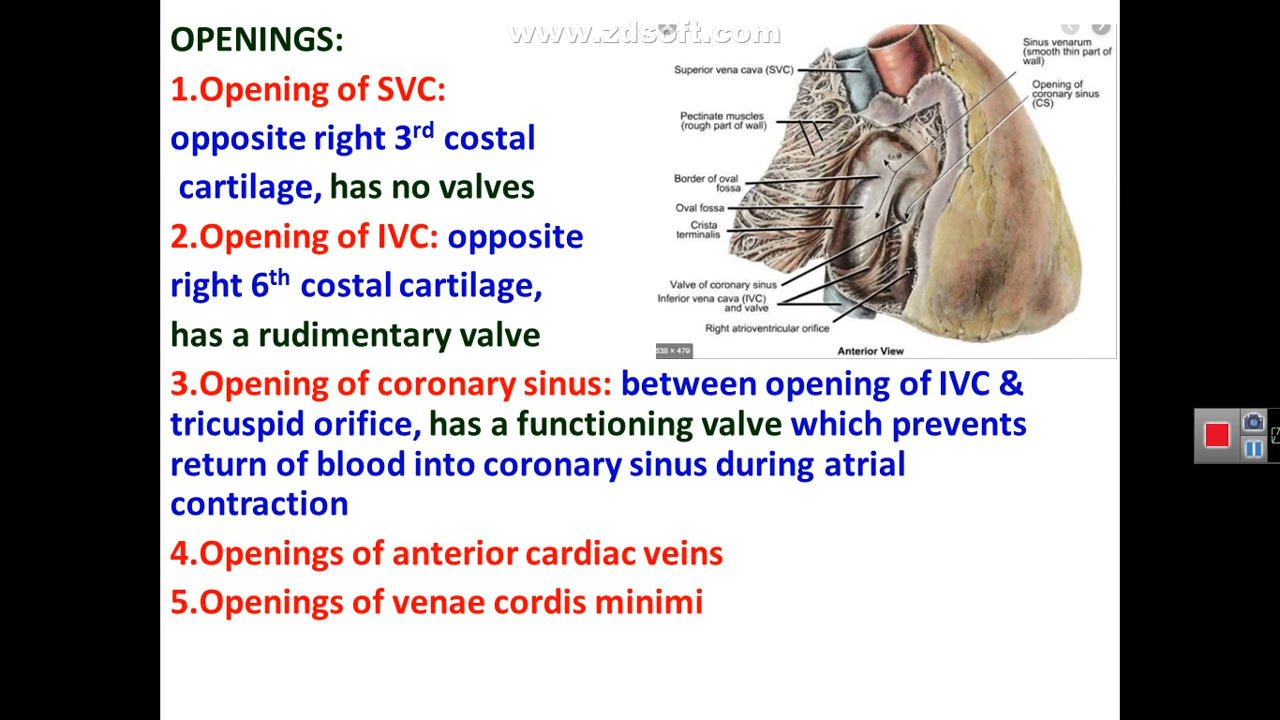 www.zdsoft.com
OPENINGS:
1.Opening of SVC:
opposite right 3rd costal
cartilage, has no valves
2.Opening of IVC: opposite
right 6th costal cartilage,
has a rudimentary valve
3.Opening of coronary sinus: between opening of IVC &
tricuspid orifice, has a functioning valve which prevents
return of blood into coronary sinus during atrial
contraction
4.Openings of anterior cardiac veins
5.Openings of venae cordis minimi
Superior vena cava (SVC)
Pectinate muscles
(rough part of wall)
Border of oval
fossa
Oval fossa
Crista
terminalis
Valve of coronary sinus
Inferior vena cava (IVC)
and valve
Right atrioventricular orifice
Sinus venarum
(smooth thin part of
wall)
Opening of
coronary sinus
(CS)
Anterior View
638 × 479